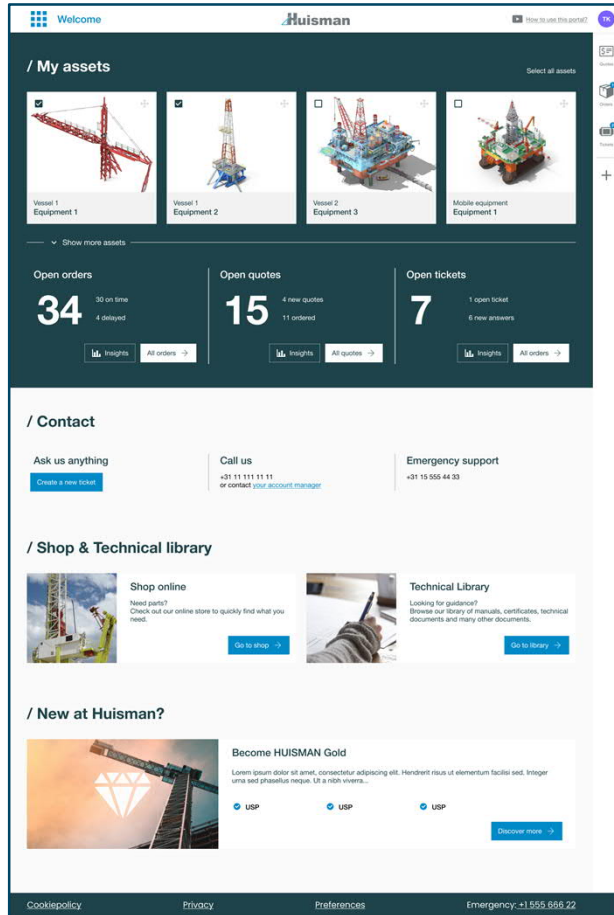 Welcome
Huisman
How to use this portal?
TK
/ My assets
Select all assets
Quotes
Orders
Tickets
Vessel 1
Equipment 1
Vessel 1
Equipment 2
Vessel 2
Equipment 3
Mobile equipment
Equipment 1
Show more assets
Open orders
34
30 on time
4 delayed
Insights
All orders
Open quotes
15
4 new quotes
11 ordered
Insights
All quotes
Open tickets
7
1 open ticket
6 new answers
Insights
All orders
/ Contact
Ask us anything
Create a new ticket
Call us
+31 11 111 11 11
or contact your account manager
Emergency support
+31 15 555 44 33
/ Shop & Technical library
Shop online
Need parts?
Check out our online store to quickly find what you
need.
Go to shop
Technical Library
Looking for guidance?
Browse our library of manuals, certificates, technical
documents and many other documents.
Go to library
/ New at Huisman?
Become HUISMAN Gold
Lorem ipsum dolor sit amet, consectetur adipiscing elit. Hendrerit risus ut elementum facilisi sed. Integer
urna sed phasellus neque. Ut a nibh viverra...
USP
USP
USP
Discover more
Cookiepolicy
Privacy
Preferences
Emergency: +1 555 666 22